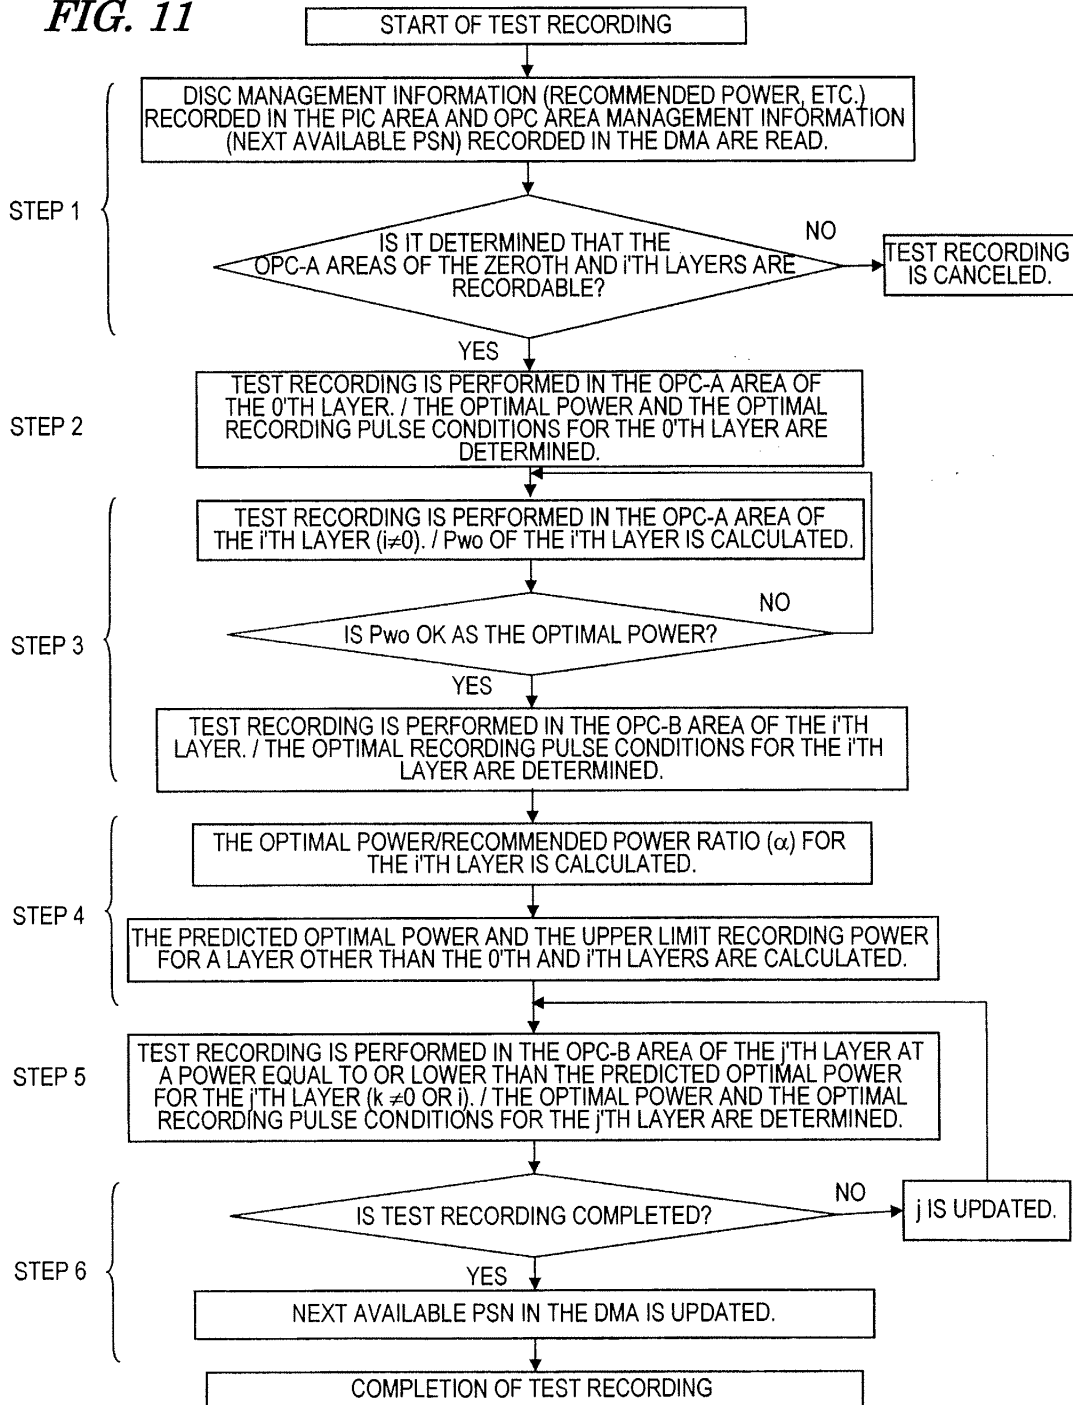 FIG. 11
START OF TEST RECORDING
DISC MANAGEMENT INFORMATION (RECOMMENDED POWER, ETC.)
RECORDED IN THE PIC AREA AND OPC AREA MANAGEMENT INFORMATION
(NEXT AVAILABLE PSN) RECORDED IN THE DMA ARE READ.
STEP 1
IS IT DETERMINED THAT THE
OPC-A AREAS OF THE ZEROTH AND i'TH LAYERS ARE
RECORDABLE?
NO
TEST RECORDING
IS CANCELED.
YES
STEP 2
TEST RECORDING IS PERFORMED IN THE OPC-A AREA OF
THE 0'TH LAYER. / THE OPTIMAL POWER AND THE OPTIMAL
RECORDING PULSE CONDITIONS FOR THE 0'TH LAYER ARE
DETERMINED.
STEP 3
TEST RECORDING IS PERFORMED IN THE OPC-A AREA OF
THE i'TH LAYER (i≠0). / Pwo OF THE i'TH LAYER IS CALCULATED.
IS Pwo OK AS THE OPTIMAL POWER?
NO
YES
TEST RECORDING IS PERFORMED IN THE OPC-B AREA OF THE i'TH
LAYER. / THE OPTIMAL RECORDING PULSE CONDITIONS FOR THE i'TH
LAYER ARE DETERMINED.
STEP 4
THE OPTIMAL POWER/RECOMMENDED POWER RATIO (α) FOR
THE i'TH LAYER IS CALCULATED.
THE PREDICTED OPTIMAL POWER AND THE UPPER LIMIT RECORDING POWER
FOR A LAYER OTHER THAN THE 0'TH AND i'TH LAYERS ARE CALCULATED.
STEP 5
TEST RECORDING IS PERFORMED IN THE OPC-B AREA OF THE j'TH LAYER AT
A POWER EQUAL TO OR LOWER THAN THE PREDICTED OPTIMAL POWER
FOR THE j'TH LAYER (k ≠0 OR i). / THE OPTIMAL POWER AND THE OPTIMAL
RECORDING PULSE CONDITIONS FOR THE j'TH LAYER ARE DETERMINED.
STEP 6
IS TEST RECORDING COMPLETED?
NO
j IS UPDATED.
YES
NEXT AVAILABLE PSN IN THE DMA IS UPDATED.
COMPLETION OF TEST RECORDING